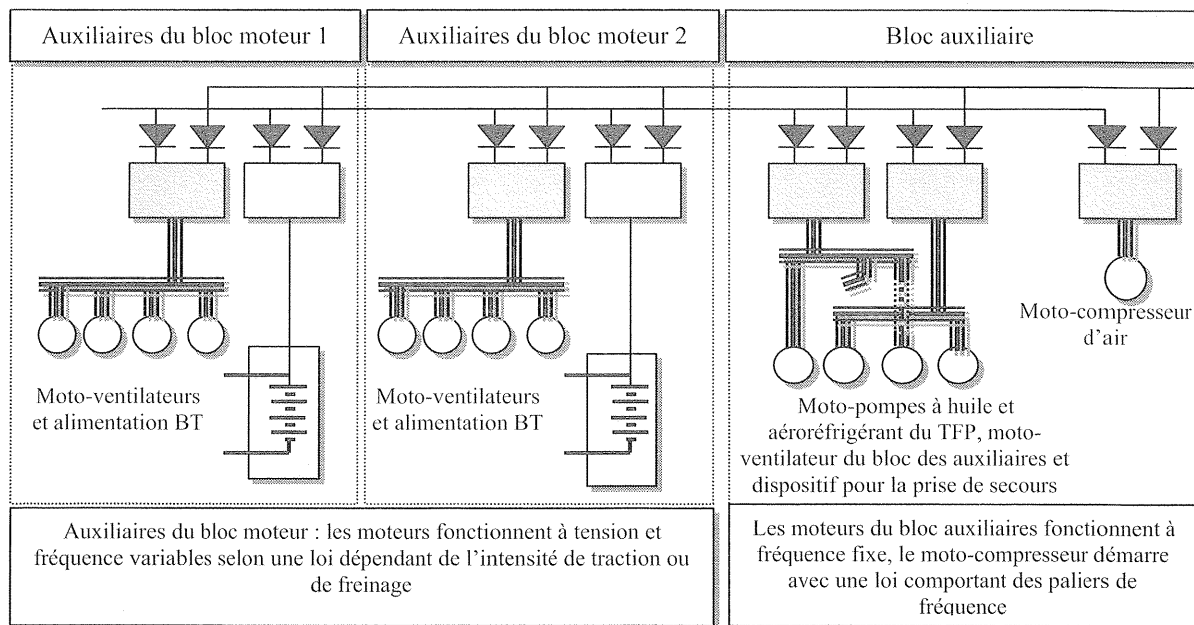 Auxiliaires du bloc moteur 1
Auxiliaires du bloc moteur 2
Bloc auxiliaire
Moto-ventilateurs
et alimentation BT
Moto-ventilateurs
et alimentation BT
Moto-compresseur
d'air
Moto-pompes à huile et
aéroréfrigérant du TFP, moto-
ventilateur du bloc des auxiliaires et
dispositif pour la prise de secours
Auxiliaires du bloc moteur : les moteurs fonctionnent à tension et
fréquence variables selon une loi dépendant de l'intensité de traction ou
de freinage
Les moteurs du bloc auxiliaires fonctionnent à
fréquence fixe, le moto-compresseur démarre
avec une loi comportant des paliers de
fréquence